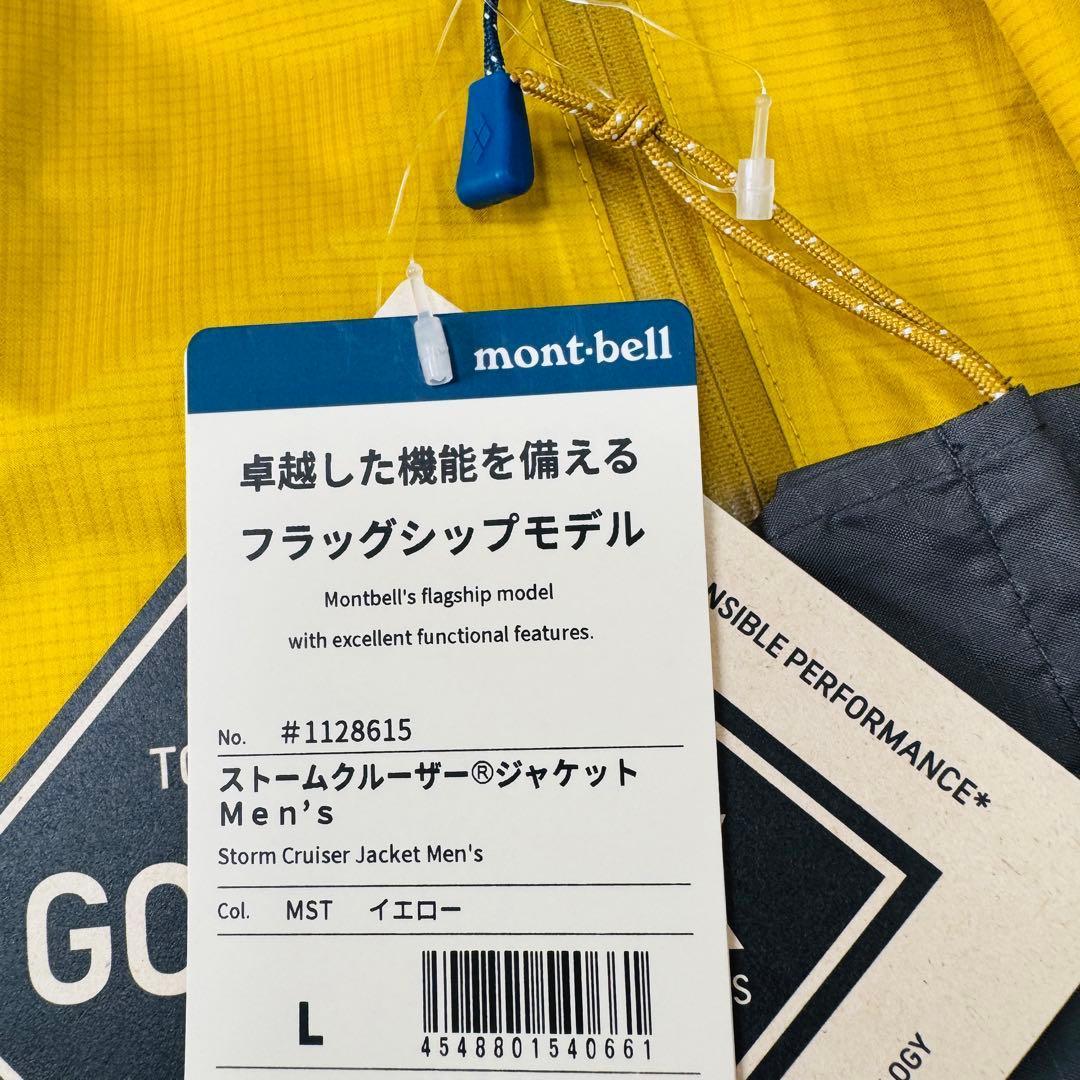 mont·bell
卓越した機能を備える
フラッグシップモデル
Montbell's flagship model
with excellent functional features.
No. #1128615
ストームクルーザー®ジャケット
Men's
Storm Cruiser Jacket Men's
Col. MST イエロー
L
4548801540661
GO
PERFORMANCE*